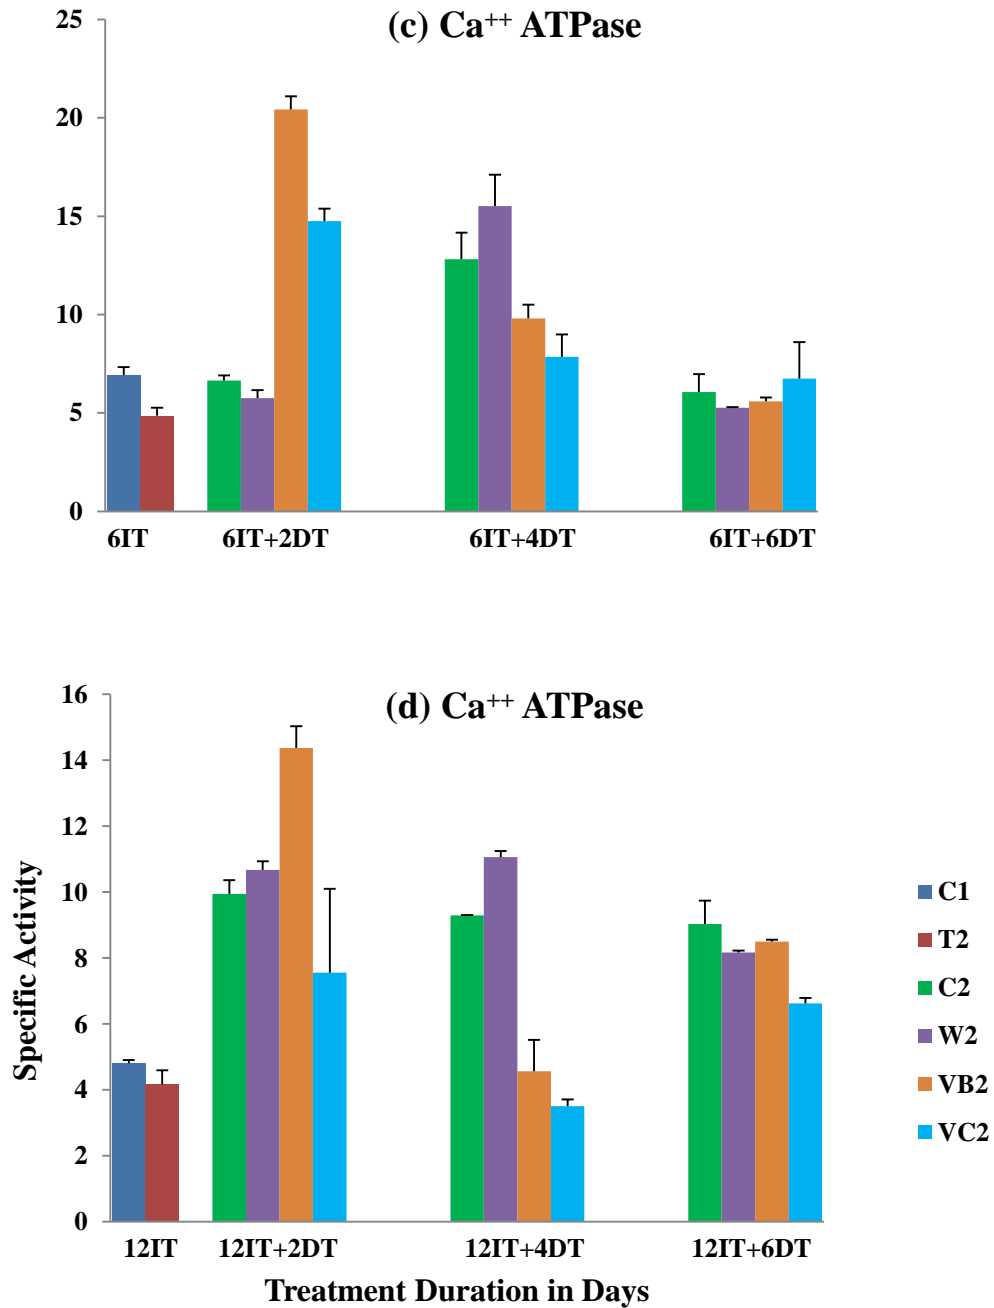 (c) Ca++ ATPase
25
20
15
10
5
0
6IT 6IT+2DT 6IT+4DT 6IT+6DT
(d) Ca++ ATPase
16
14
12
10
8
6
4
2
0
Specific Activity
12IT 12IT+2DT 12IT+4DT 12IT+6DT
Treatment Duration in Days
C1
T2
C2
W2
VB2
VC2